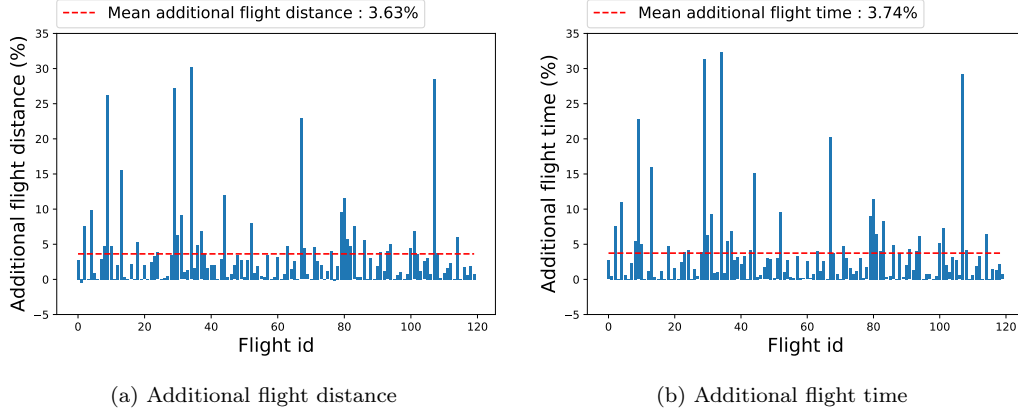 Mean additional flight distance : 3.63%
Additional flight distance (%)
35
30
25
20
15
10
5
0
−5
0 20 40 60 80 100 120
Flight id
(a) Additional flight distance
Mean additional flight time : 3.74%
Additional flight time (%)
35
30
25
20
15
10
5
0
−5
0 20 40 60 80 100 120
Flight id
(b) Additional flight time